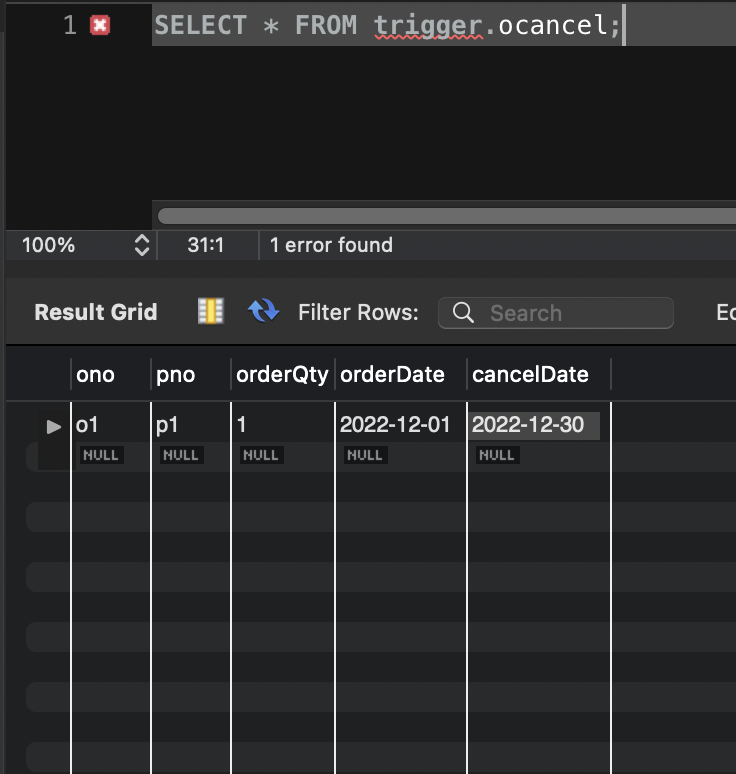 1 SELECT * FROM trigger.ocancel;
100% 31:1 1 error found
Result Grid Filter Rows: Search Ec
ono pno orderQty orderDate cancelDate
o1 p1 1 2022-12-01 2022-12-30
NULL NULL NULL NULL NULL